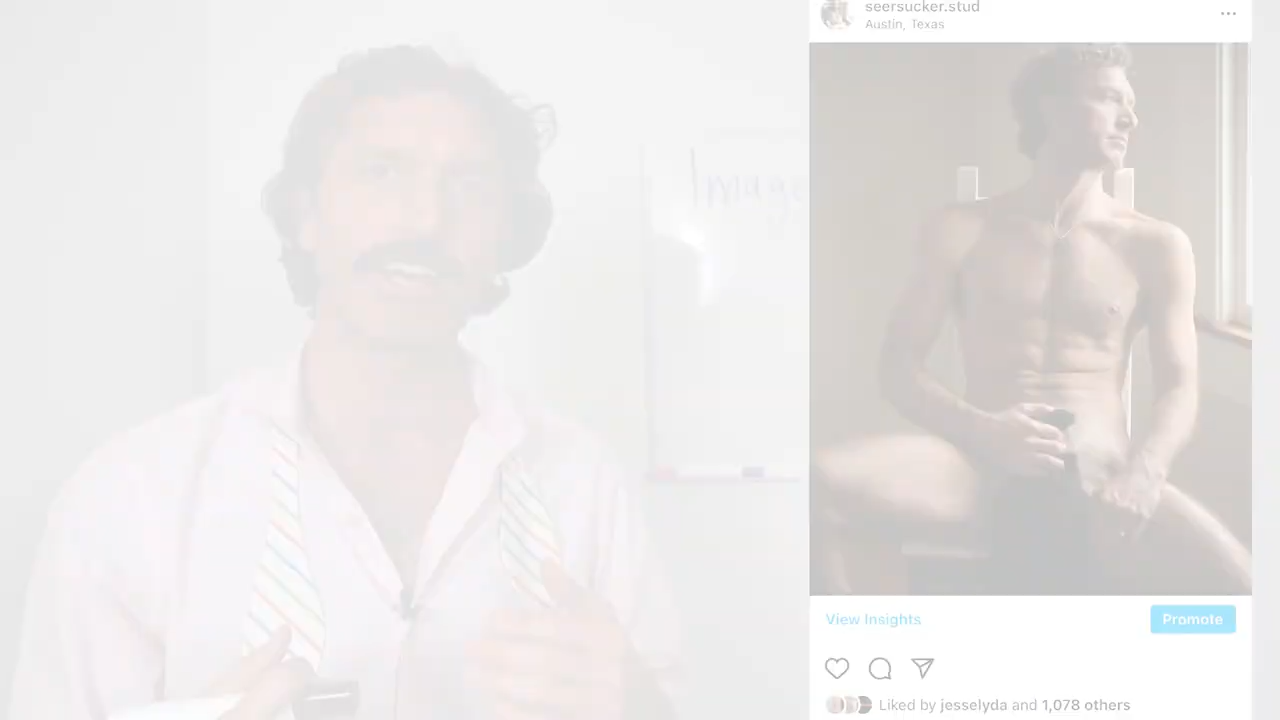 seersucker.stud
Austin, Texas
View Insights
Promote
Liked by jesselyda and 1,078 others